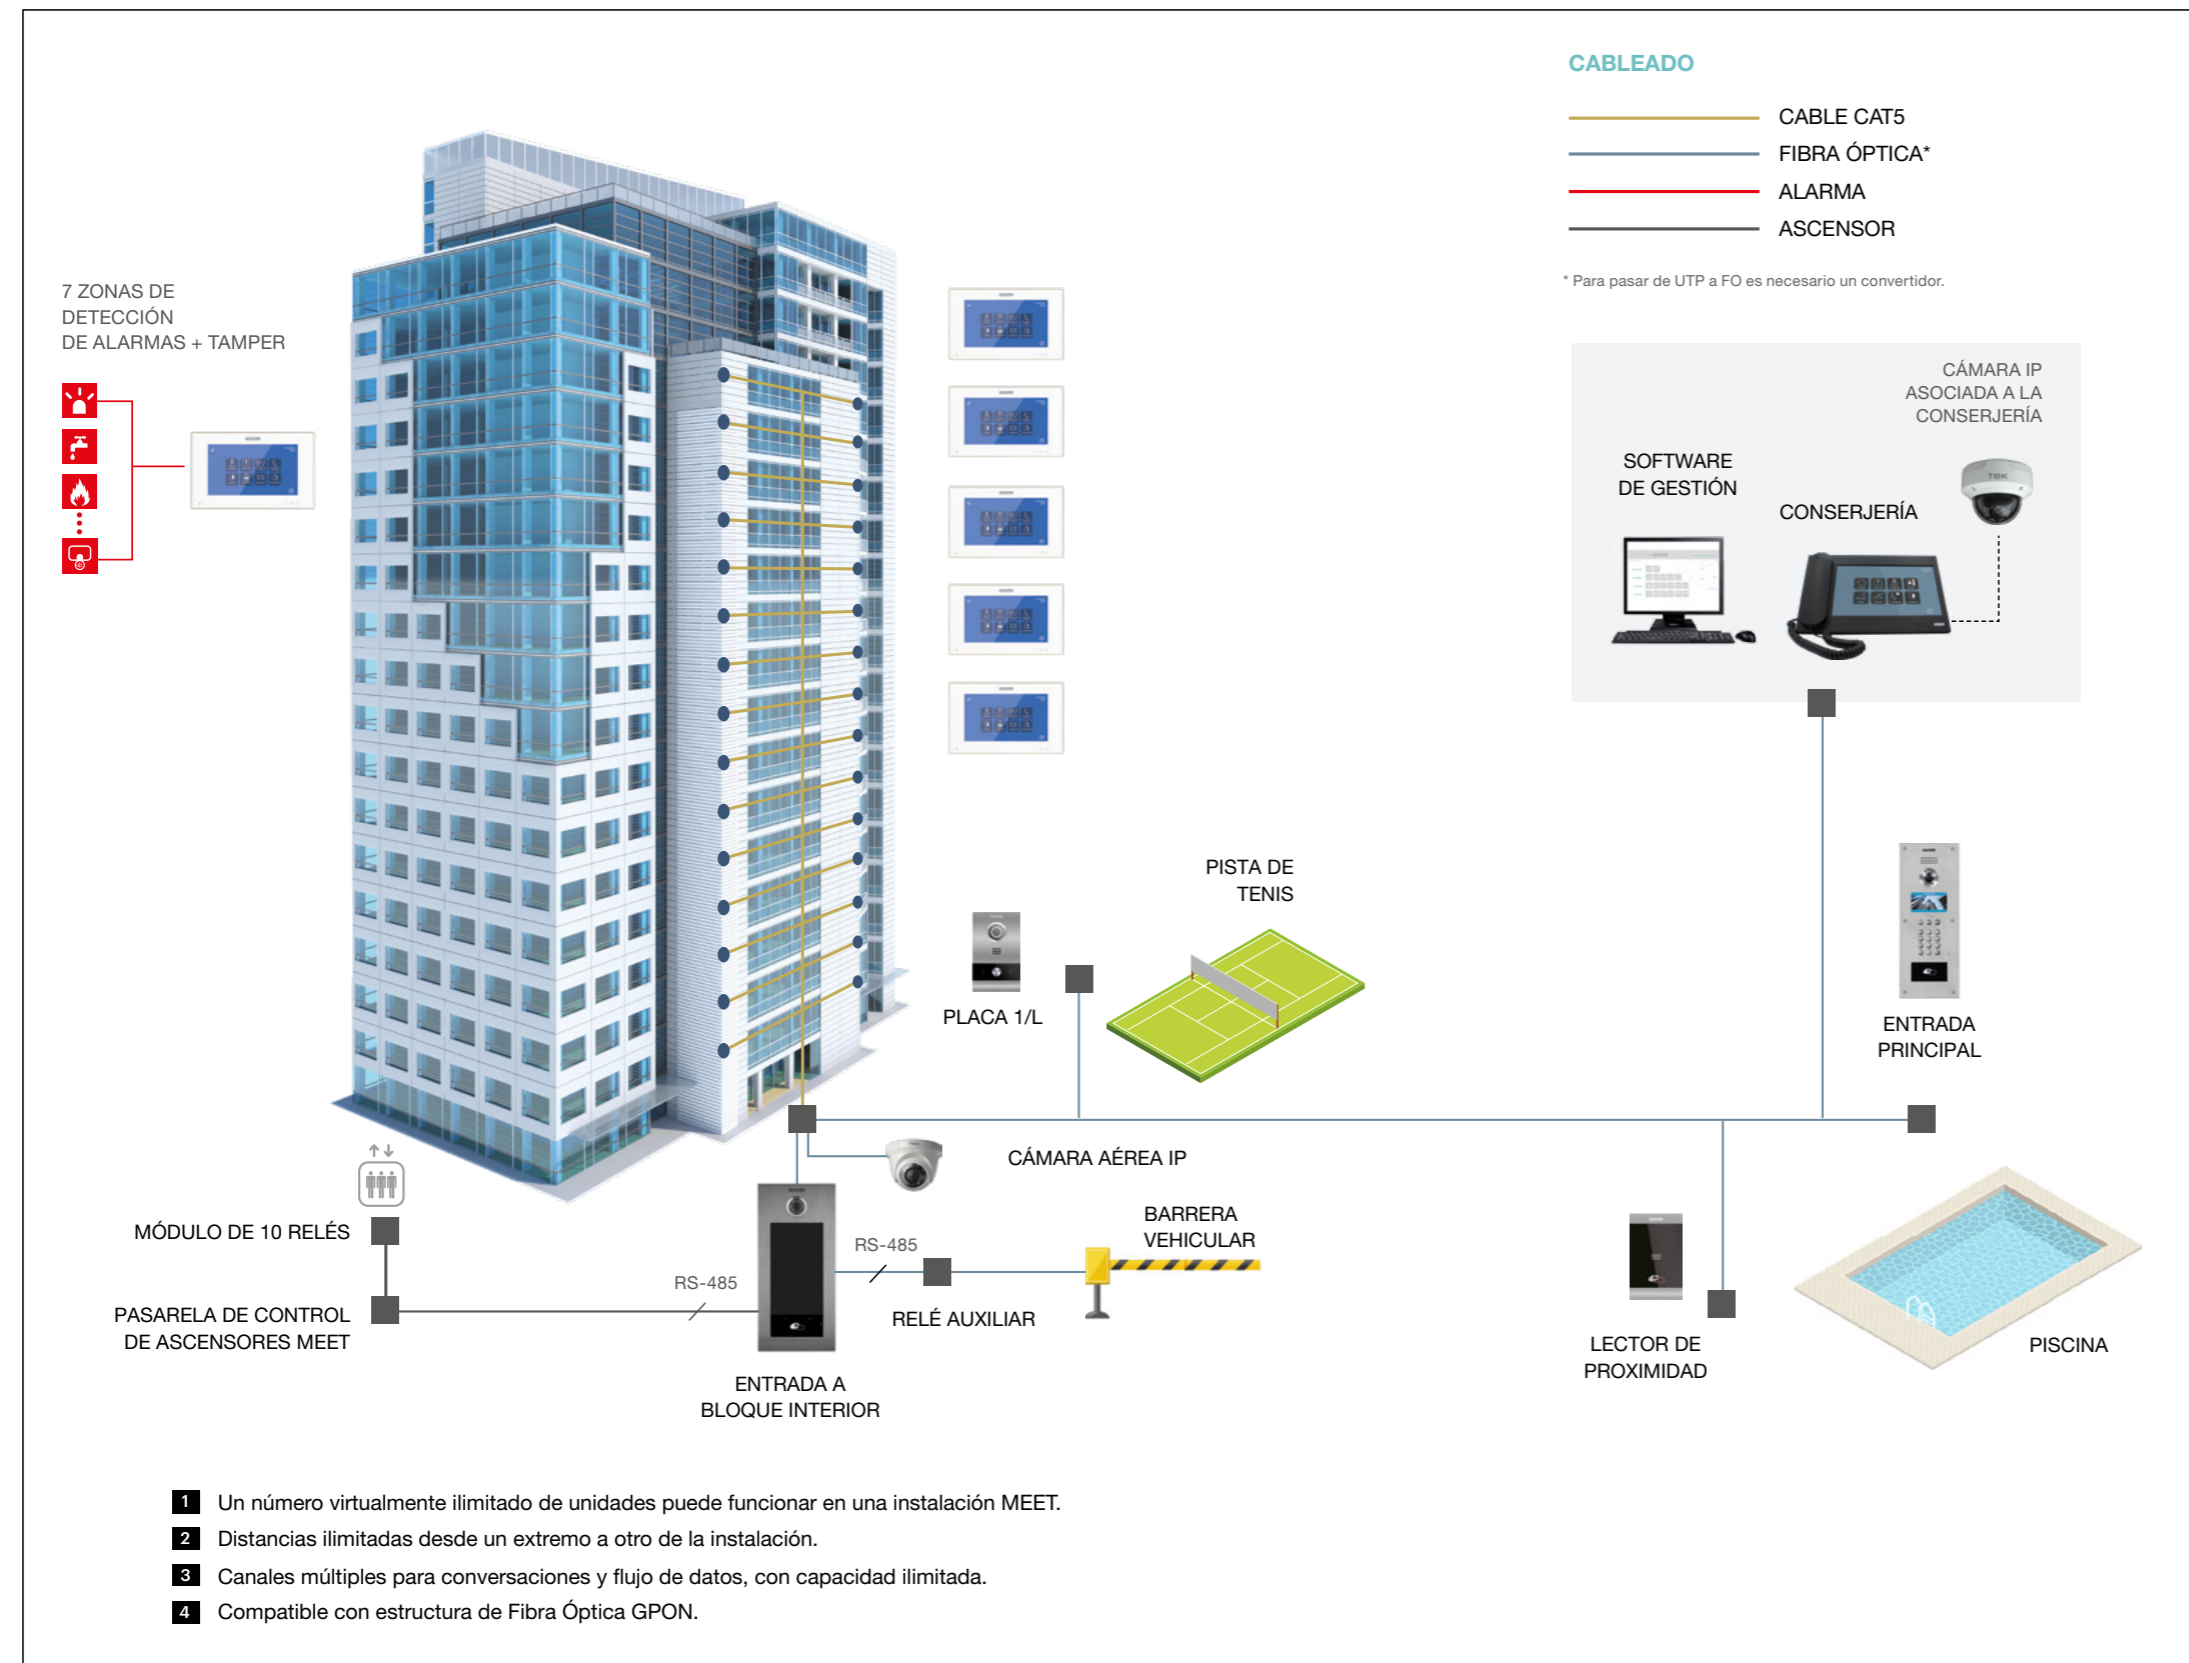 CABLEADO
CABLE CAT5
FIBRA ÓPTICA*
ALARMA
ASCENSOR
* Para pasar de UTP a FO es necesario un convertidor.
7 ZONAS DE
DETECCIÓN
DE ALARMAS + TAMPER
CÁMARA IP
ASOCIADA A LA
CONSERJERÍA
SOFTWARE
DE GESTIÓN
CONSERJERÍA
TBK
PISTA DE
TENIS
PLACA 1/L
ENTRADA
PRINCIPAL
CÁMARA AÉREA IP
MÓDULO DE 10 RELÉS
PASARELA DE CONTROL
DE ASCENSORES MEET
RS-485
RS-485
RELÉ AUXILIAR
BARRERA
VEHICULAR
ENTRADA A
BLOQUE INTERIOR
LECTOR DE
PROXIMIDAD
PISCINA
1 Un número virtualmente ilimitado de unidades puede funcionar en una instalación MEET.
2 Distancias ilimitadas desde un extremo a otro de la instalación.
3 Canales múltiples para conversaciones y flujo de datos, con capacidad ilimitada.
4 Compatible con estructura de Fibra Óptica GPON.